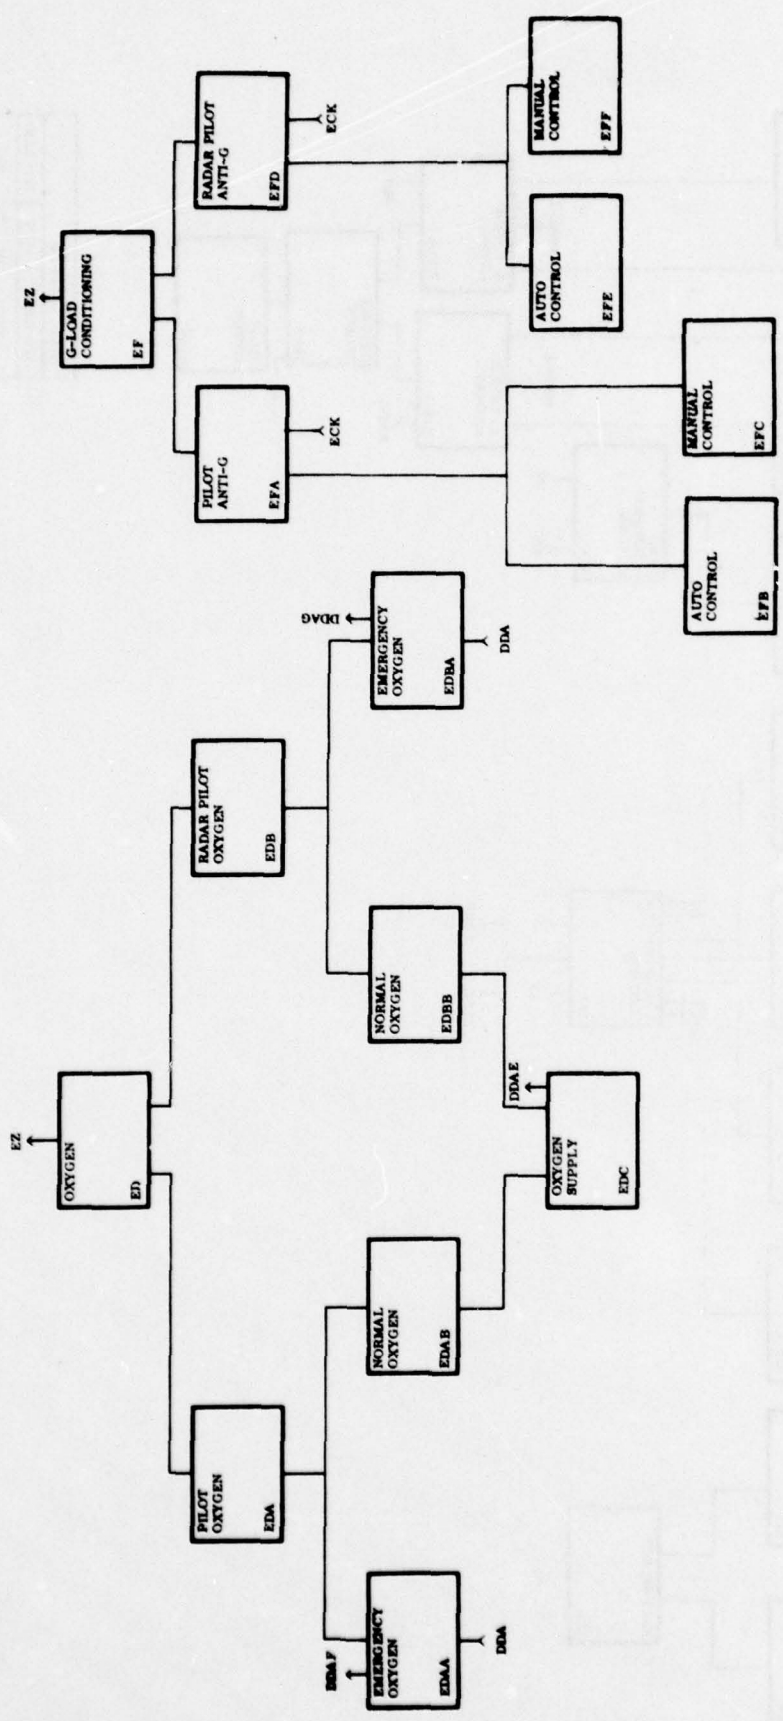 EZ
OXYGEN
ED
PILOT
OXYGEN
EDA
RADAR PILOT
OXYGEN
EDB
DDAF
EMERGENCY
OXYGEN
EDAA
DDA
NORMAL
OXYGEN
EDAB
NORMAL
OXYGEN
EDBB
DDAG
EMERGENCY
OXYGEN
EDBA
DDA
DDAE
OXYGEN
SUPPLY
EDC
EZ
G-LOAD
CONDITIONING
EF
PILOT
ANTI-G
EFA
ECK
RADAR PILOT
ANTI-G
EFD
ECK
AUTO
CONTROL
EFE
MANUAL
CONTROL
EFF
AUTO
CONTROL
EFB
MANUAL
CONTROL
EFC